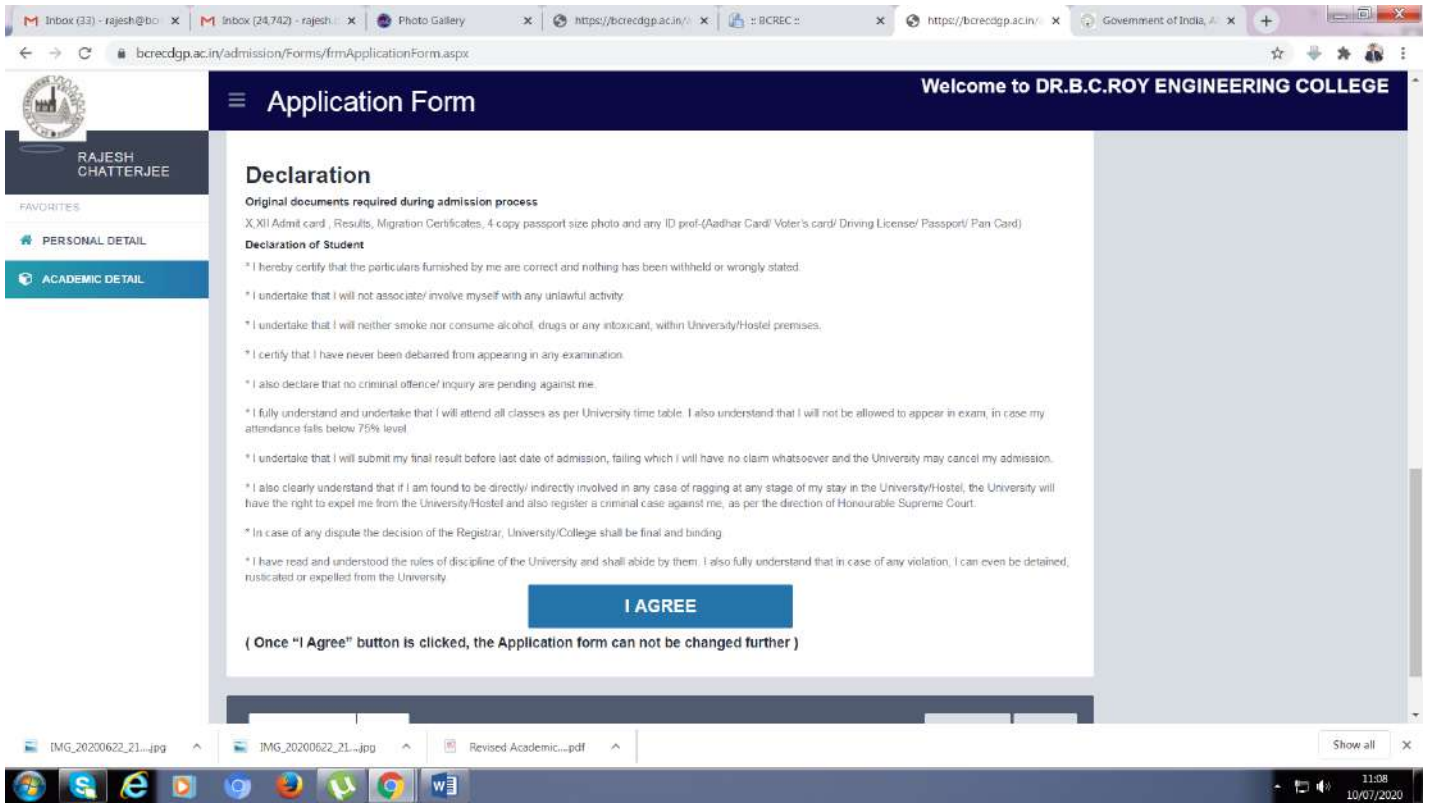 Inbox (33) - rajesh@bc
Inbox (24,742) - rajesh.
Photo Gallery
https://bcrecdgp.ac.in/
:: BCREC ::
https://bcrecdgp.ac.in/
Government of India, A
bcrecdgp.ac.in/admission/Forms/frmApplicationForm.aspx
Application Form
Welcome to DR.B.C.ROY ENGINEERING COLLEGE
RAJESH
CHATTERJEE
FAVORITES
PERSONAL DETAIL
ACADEMIC DETAIL
Declaration
Original documents required during admission process
X,XII Admit card , Results, Migration Certificates, 4 copy passport size photo and any ID prof-(Aadhar Card/ Voter's card/ Driving License/ Passport/ Pan Card)
Declaration of Student
* I hereby certify that the particulars furnished by me are correct and nothing has been withheld or wrongly stated.
* I undertake that I will not associate/ involve myself with any unlawful activity.
* I undertake that I will neither smoke nor consume alcohol, drugs or any intoxicant, within University/Hostel premises.
* I certify that I have never been debarred from appearing in any examination.
* I also declare that no criminal offence/ inquiry are pending against me.
* I fully understand and undertake that I will attend all classes as per University time table. I also understand that I will not be allowed to appear in exam, in case my
attendance falls below 75% level.
* I undertake that I will submit my final result before last date of admission, failing which I will have no claim whatsoever and the University may cancel my admission.
* I also clearly understand that if I am found to be directly/ indirectly involved in any case of ragging at any stage of my stay in the University/Hostel, the University will
have the right to expel me from the University/Hostel and also register a criminal case against me, as per the direction of Honourable Supreme Court.
* In case of any dispute the decision of the Registrar, University/College shall be final and binding.
* I have read and understood the rules of discipline of the University and shall abide by them. I also fully understand that in case of any violation, I can even be detained,
rusticated or expelled from the University.
I AGREE
( Once “I Agree” button is clicked, the Application form can not be changed further )
IMG_20200622_21....jpg
IMG_20200622_21....jpg
Revised Academic....pdf
Show all
11:08
10/07/2020